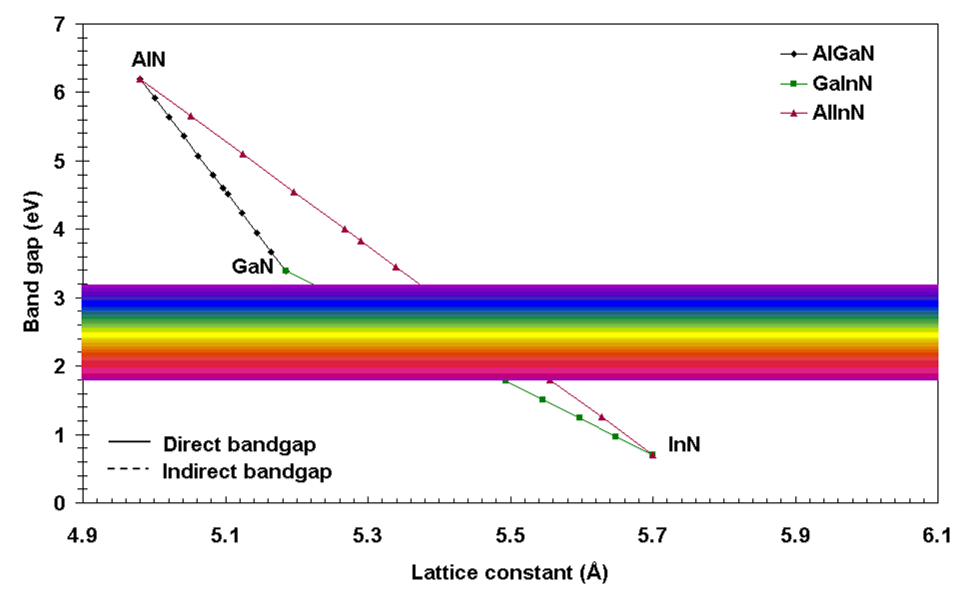 7
AlN
AlGaN
6
GaInN
AlInN
5
Band gap (eV)
4
GaN
3
2
1
Direct bandgap
InN
Indirect bandgap
0
4.9 5.1 5.3 5.5 5.7 5.9 6.1
Lattice constant (Å)